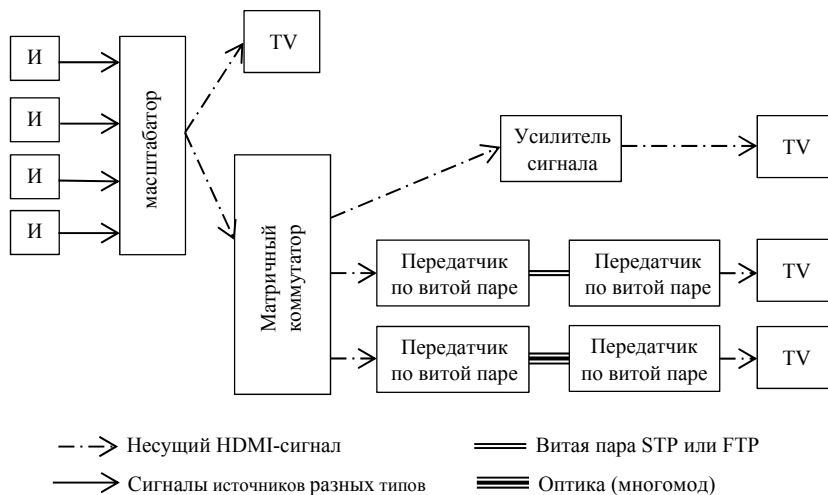 И
И
И
И
масштабатор
TV
Матричный
коммутатор
Усилитель
сигнала
TV
Передатчик
по витой паре
Передатчик
по витой паре
TV
Передатчик
по витой паре
Передатчик
по витой паре
TV
Несущий HDMI-сигнал
Витая пара STP или FTP
Сигналы источников разных типов
Оптика (многомод)